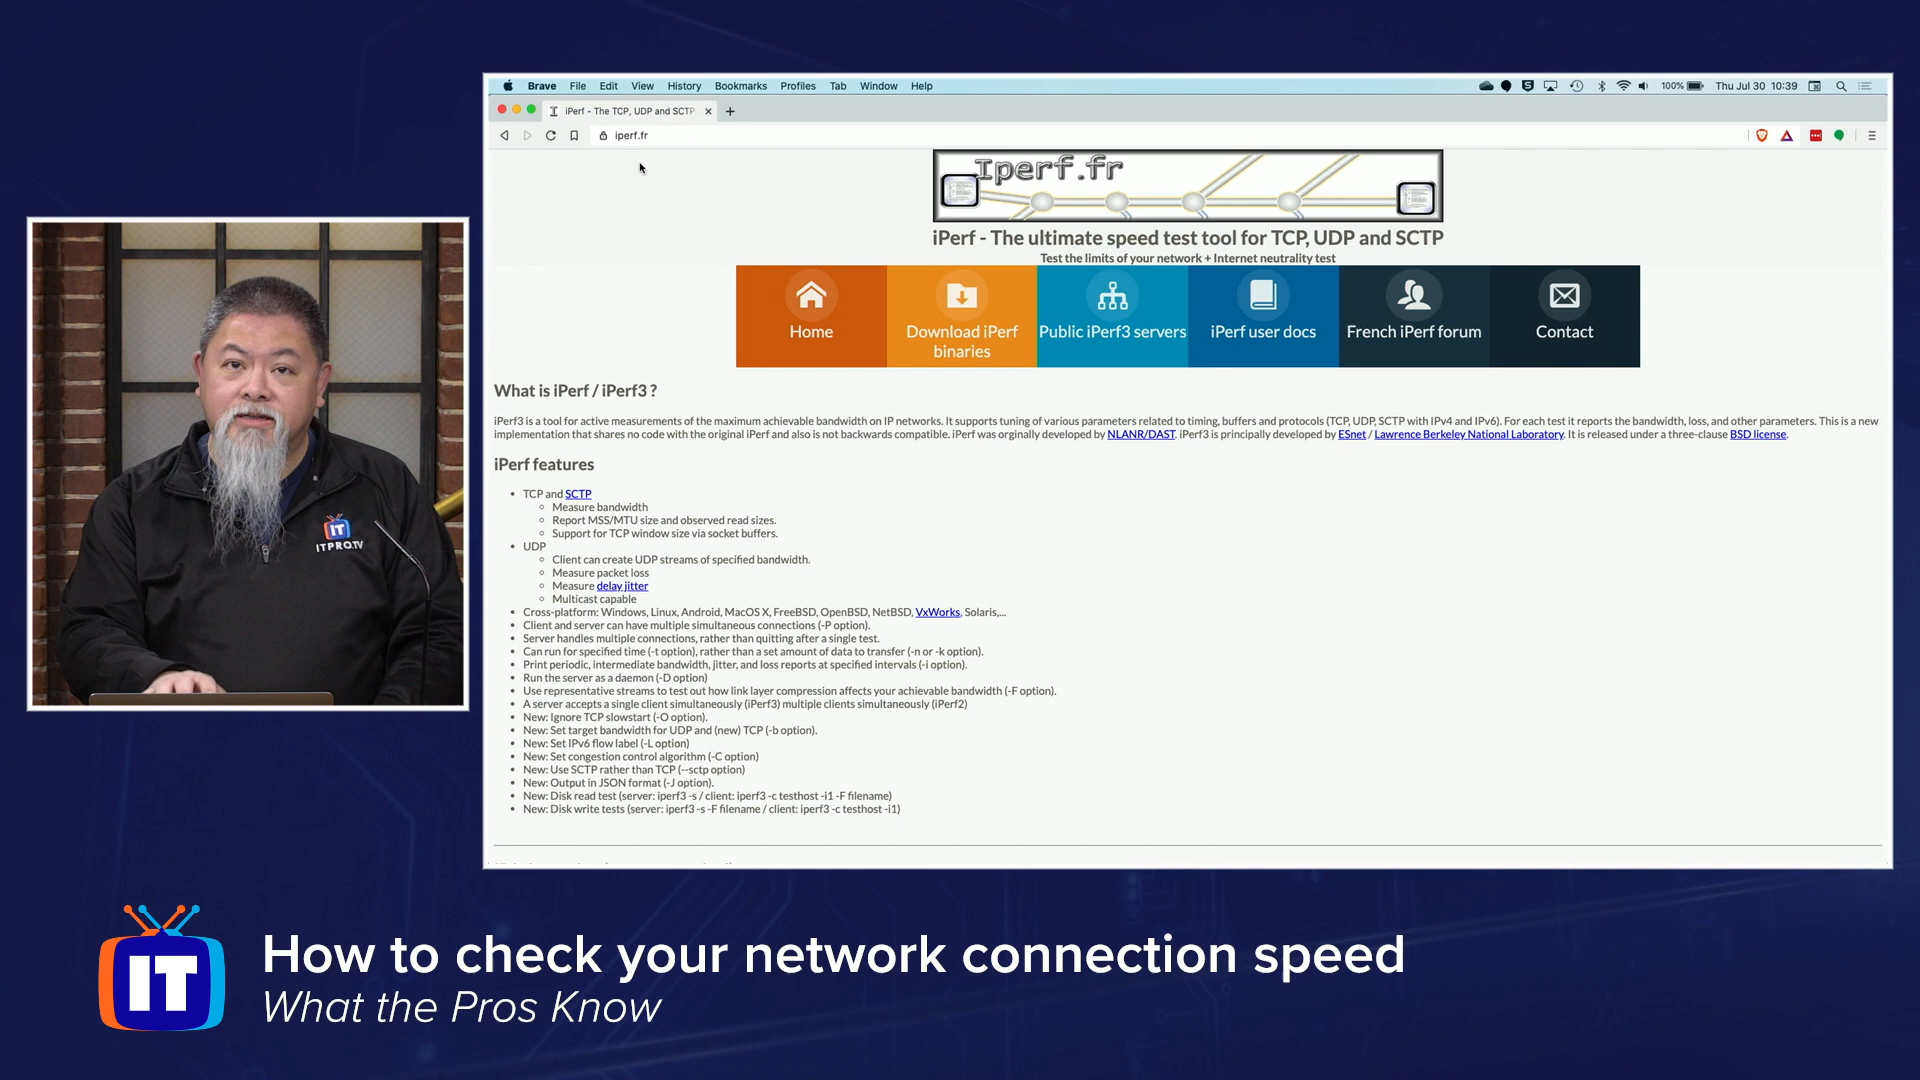 Brave File Edit View History Bookmarks Profiles Tab Window Help
100% Thu Jul 30 10:39
iPerf - The TCP, UDP and SCTP
iperf.fr
Iperf.fr
iPerf - The ultimate speed test tool for TCP, UDP and SCTP
Test the limits of your network + Internet neutrality test
Home
Download iPerf
binaries
Public iPerf3 servers
iPerf user docs
French iPerf forum
Contact
What is iPerf / iPerf3 ?
iPerf3 is a tool for active measurements of the maximum achievable bandwidth on IP networks. It supports tuning of various parameters related to timing, buffers and protocols (TCP, UDP, SCTP with IPv4 and IPv6). For each test it reports the bandwidth, loss, and other parameters. This is a new
implementation that shares no code with the original iPerf and also is not backwards compatible. iPerf was orginally developed by NLANR/DAST. iPerf3 is principally developed by ESnet / Lawrence Berkeley National Laboratory. It is released under a three-clause BSD license.
iPerf features
• TCP and SCTP
◦ Measure bandwidth
◦ Report MSS/MTU size and observed read sizes.
◦ Support for TCP window size via socket buffers.
• UDP
◦ Client can create UDP streams of specified bandwidth.
◦ Measure packet loss
◦ Measure delay jitter
◦ Multicast capable
• Cross-platform: Windows, Linux, Android, MacOS X, FreeBSD, OpenBSD, NetBSD, VxWorks, Solaris,...
• Client and server can have multiple simultaneous connections (-P option).
• Server handles multiple connections, rather than quitting after a single test.
• Can run for specified time (-t option), rather than a set amount of data to transfer (-n or -k option).
• Print periodic, intermediate bandwidth, jitter, and loss reports at specified intervals (-i option).
• Run the server as a daemon (-D option)
• Use representative streams to test out how link layer compression affects your achievable bandwidth (-F option).
• A server accepts a single client simultaneously (iPerf3) multiple clients simultaneously (iPerf2)
• New: Ignore TCP slowstart (-O option).
• New: Set target bandwidth for UDP and (new) TCP (-b option).
• New: Set IPv6 flow label (-L option)
• New: Set congestion control algorithm (-C option)
• New: Use SCTP rather than TCP (--sctp option)
• New: Output in JSON format (-J option).
• New: Disk read test (server: iperf3 -s / client: iperf3 -c testhost -i1 -F filename)
• New: Disk write tests (server: iperf3 -s -F filename / client: iperf3 -c testhost -i1)
IT
ITPRO.TV
IT
How to check your network connection speed
What the Pros Know